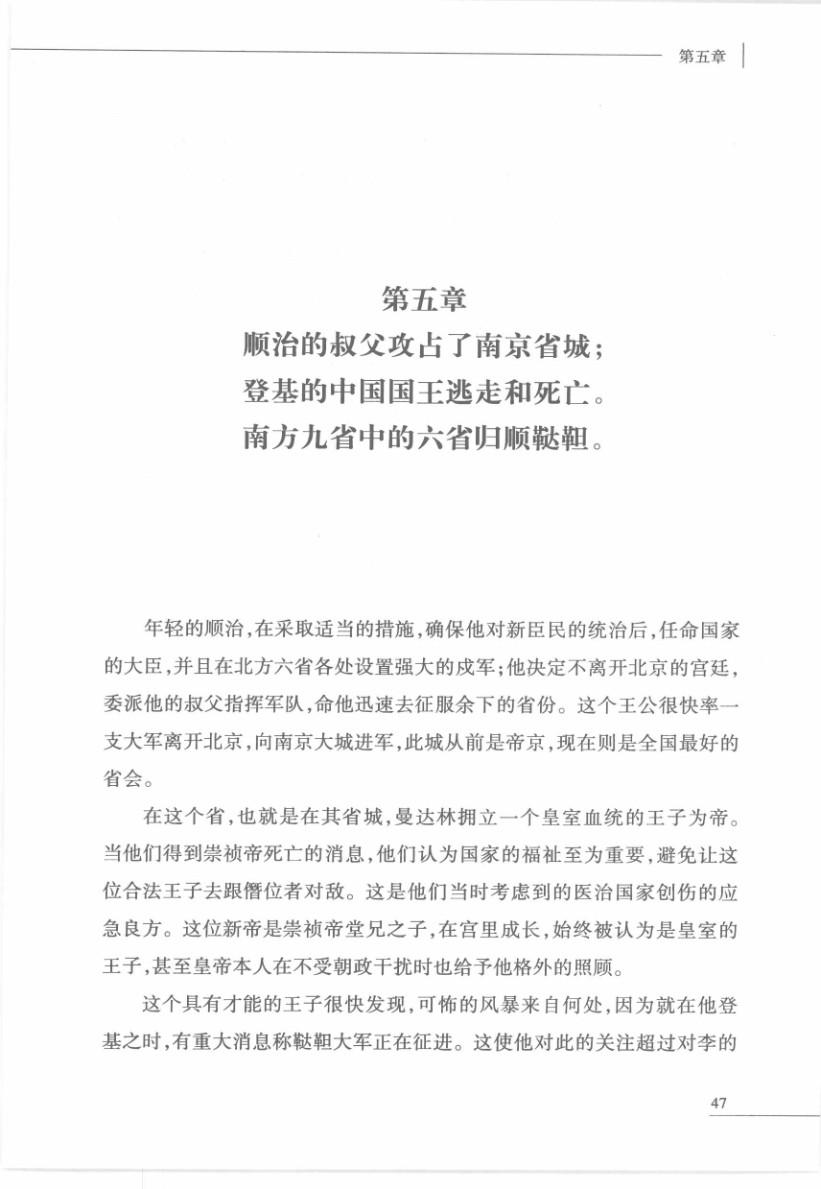 第五章
第五章
顺治的叔父攻占了南京省城；
登基的中国国王逃走和死亡。
南方九省中的六省归顺鞑靼。
年轻的顺治，在采取适当的措施，确保他对新臣民的统治后，任命国家
的大臣，并且在北方六省各处设置强大的戍军；他决定不离开北京的宫廷，
委派他的叔父指挥军队，命他迅速去征服余下的省份。这个王公很快率一
支大军离开北京，向南京大城进军，此城从前是帝京，现在则是全国最好的
省会。
在这个省，也就是在其省城，曼达林拥立一个皇室血统的王子为帝。
当他们得到崇祯帝死亡的消息，他们认为国家的福祉至为重要，避免让这
位合法王子去跟僭位者对敌。这是他们当时考虑到的医治国家创伤的应
急良方。这位新帝是崇祯帝堂兄之子，在宫里成长，始终被认为是皇室的
王子，甚至皇帝本人在不受朝政干扰时也给予他格外的照顾。
这个具有才能的王子很快发现，可怖的风暴来自何处，因为就在他登
基之时，有重大消息称鞑靼大军正在征进。这使他对此的关注超过对李的
47